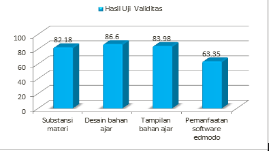 Hasil Uji Validitas
100
80
60
40
20
0
82.18
86.6
83.98
63.35
Substansi materi
Desain bahan ajar
Tampilan bahan ajar
Pemanfaatan software edmodo